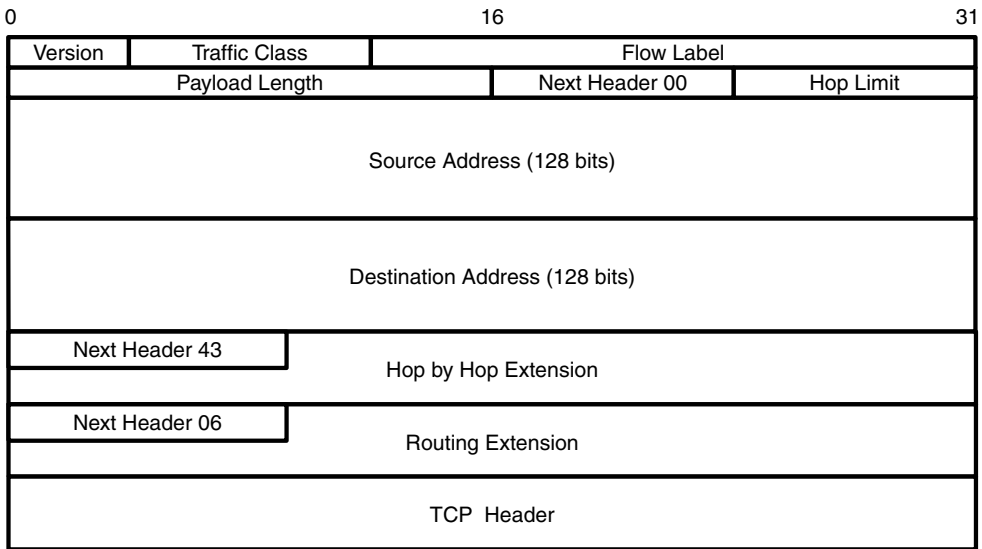 0 16 31
Version Traffic Class Flow Label
Payload Length Next Header 00 Hop Limit
Source Address (128 bits)
Destination Address (128 bits)
Next Header 43
Hop by Hop Extension
Next Header 06
Routing Extension
TCP Header